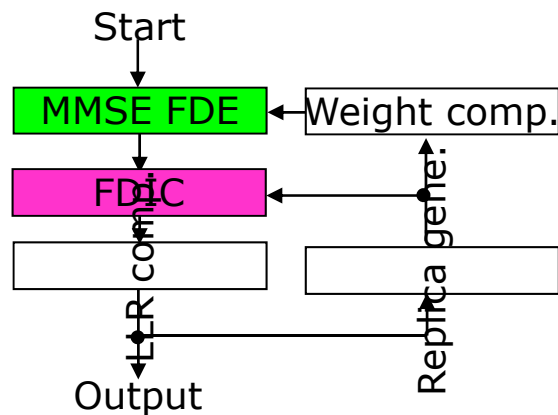 Start
MMSE FDE
Weight comp.
FDIC
LLR comp.
Replica gene.
Output